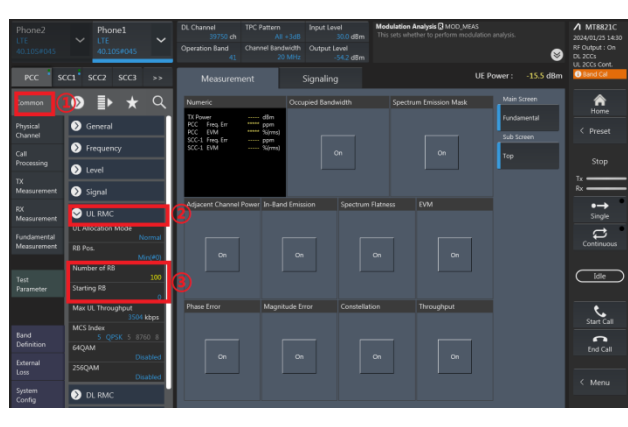 Phone2
LTE
40.105#045
Phone1
LTE
40.105#045
DL Channel
39750 ch
Operation Band
41
TPC Pattern
All +3dB
Channel Bandwidth
20 MHz
Input Level
30.0 dBm
Output Level
-54.2 dBm
Modulation Analysis MOD_MEAS
This sets whether to perform modulation analysis.
MT8821C
2024/01/25 14:30
RF Output : On
DL 2CCs
UL 2CCs Cont.
Band Cal
PCC
SCC1
SCC2
SCC3
>>
Measurement
Signaling
UE Power : -15.5 dBm
Common
①
Physical
Channel
Call
Processing
TX
Measurement
RX
Measurement
Fundamental
Measurement
Test
Parameter
Band
Definition
External
Loss
System
Config
General
Frequency
Level
Signal
UL RMC
②
UL Allocation Mode
Normal
RB Pos.
Min(#0)
Number of RB
100
③
Starting RB
0
Max UL Throughput
3504 kbps
MCS Index
5 QPSK 5 8760 8
64QAM
Disabled
256QAM
Disabled
DL RMC
Numeric
TX Power ----- dBm
PCC Freq Err ----- ppm
PCC EVM ----- %(rms)
SCC-1 Freq Err ----- ppm
SCC-1 EVM ----- %(rms)
Occupied Bandwidth
On
Spectrum Emission Mask
On
Main Screen
Fundamental
Sub Screen
Top
Adjacent Channel Power
On
In-Band Emission
On
Spectrum Flatness
On
EVM
On
Phase Error
On
Magnitude Error
On
Constellation
On
Throughput
On
Home
< Preset
Stop
Tx
Rx
Single
Continuous
Idle
Start Call
End Call
< Menu